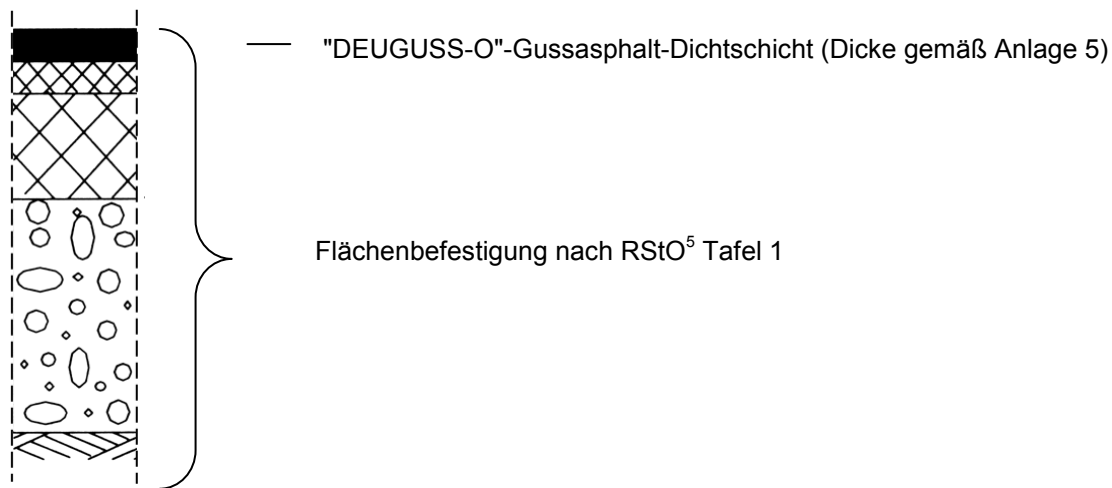 "DEUGUSS-O"-Gussasphalt-Dichtschicht (Dicke gemäß Anlage 5)
Flächenbefestigung nach RStO⁵ Tafel 1